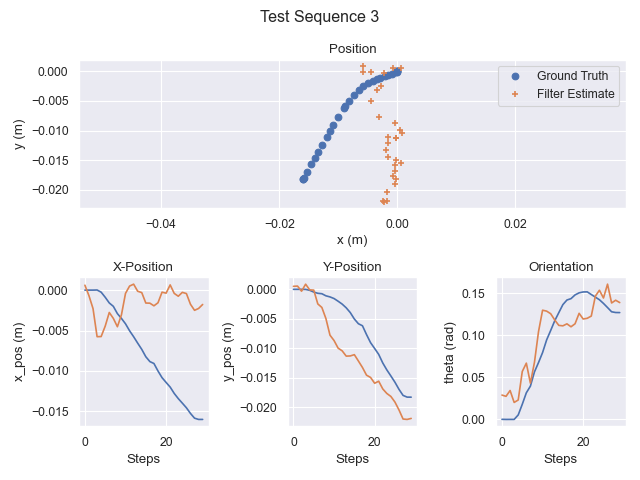 Test Sequence 3
Position
0.000
−0.005
−0.010
−0.015
−0.020
y (m)
Ground Truth
Filter Estimate
−0.04
−0.02
0.00
0.02
x (m)
X-Position
0.000
−0.005
−0.010
−0.015
x_pos (m)
0
20
Steps
Y-Position
0.000
−0.005
−0.010
−0.015
−0.020
y_pos (m)
0
20
Steps
Orientation
0.15
0.10
0.05
0.00
theta (rad)
0
20
Steps